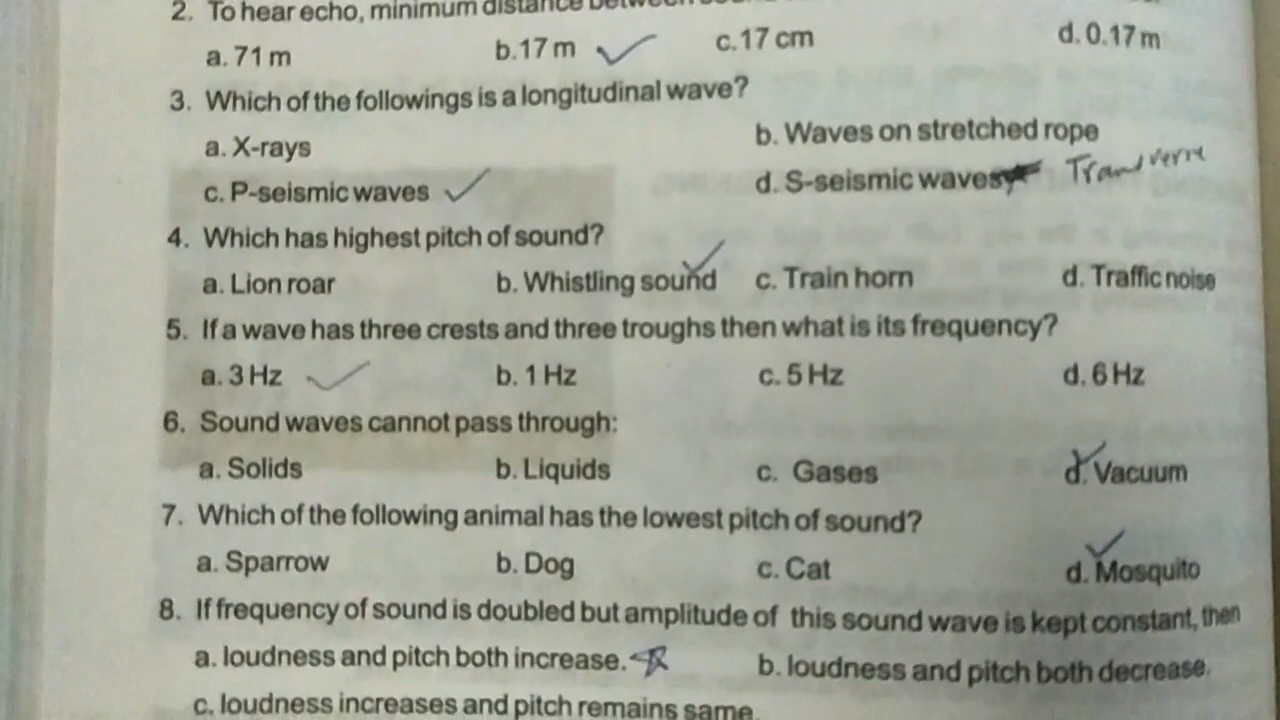 2. To hear echo, minimum distance between
a. 71 m b. 17 m c. 17 cm d. 0.17 m
3. Which of the followings is a longitudinal wave?
a. X-rays b. Waves on stretched rope
c. P-seismic waves d. S-seismic waves Tranverre
4. Which has highest pitch of sound?
a. Lion roar b. Whistling sound c. Train horn d. Traffic noise
5. If a wave has three crests and three troughs then what is its frequency?
a. 3 Hz b. 1 Hz c. 5 Hz d. 6 Hz
6. Sound waves cannot pass through:
a. Solids b. Liquids c. Gases d. Vacuum
7. Which of the following animal has the lowest pitch of sound?
a. Sparrow b. Dog c. Cat d. Mosquito
8. If frequency of sound is doubled but amplitude of this sound wave is kept constant, then
a. loudness and pitch both increase. b. loudness and pitch both decrease.
c. loudness increases and pitch remains same.